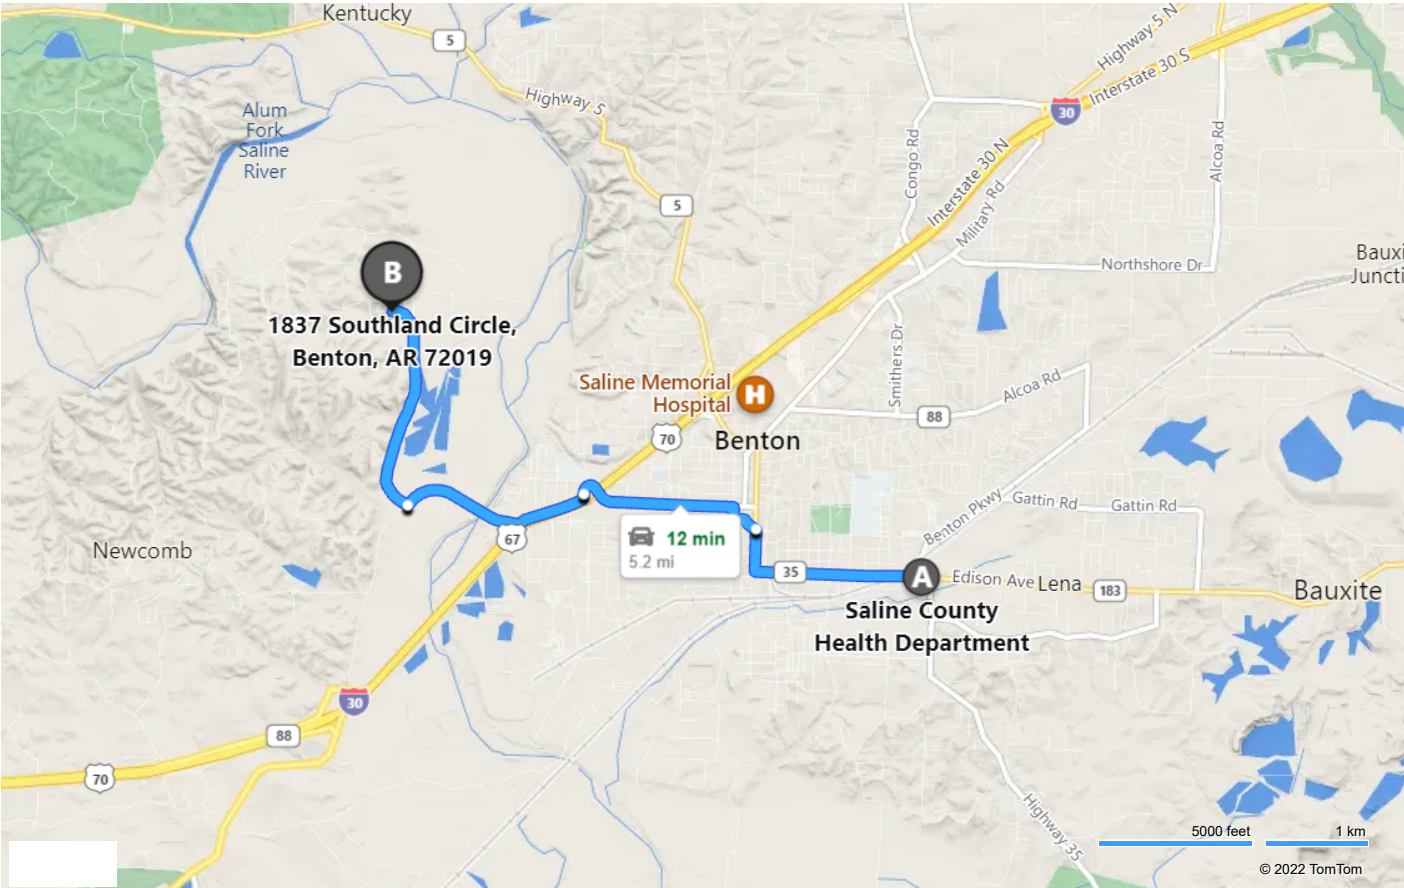 Kentucky
5
Highway 5 N
Interstate 30 S
Highway 5
30
Alum
Fork
Saline
River
Congo Rd
Alcoa Rd
Interstate 30 N
5
Military Rd
B
Northshore Dr
Bauxi
Juncti
1837 Southland Circle,
Benton, AR 72019
Smithers Dr
Saline Memorial
Hospital
H
Alcoa Rd
88
70
Benton
Benton Pkwy
Gattin Rd
Gattin Rd
67
12 min
5.2 mi
Newcomb
35
A
Edison Ave
Lena
183
Bauxite
Saline County
Health Department
30
88
70
Highway 35
5000 feet
1 km
© 2022 TomTom